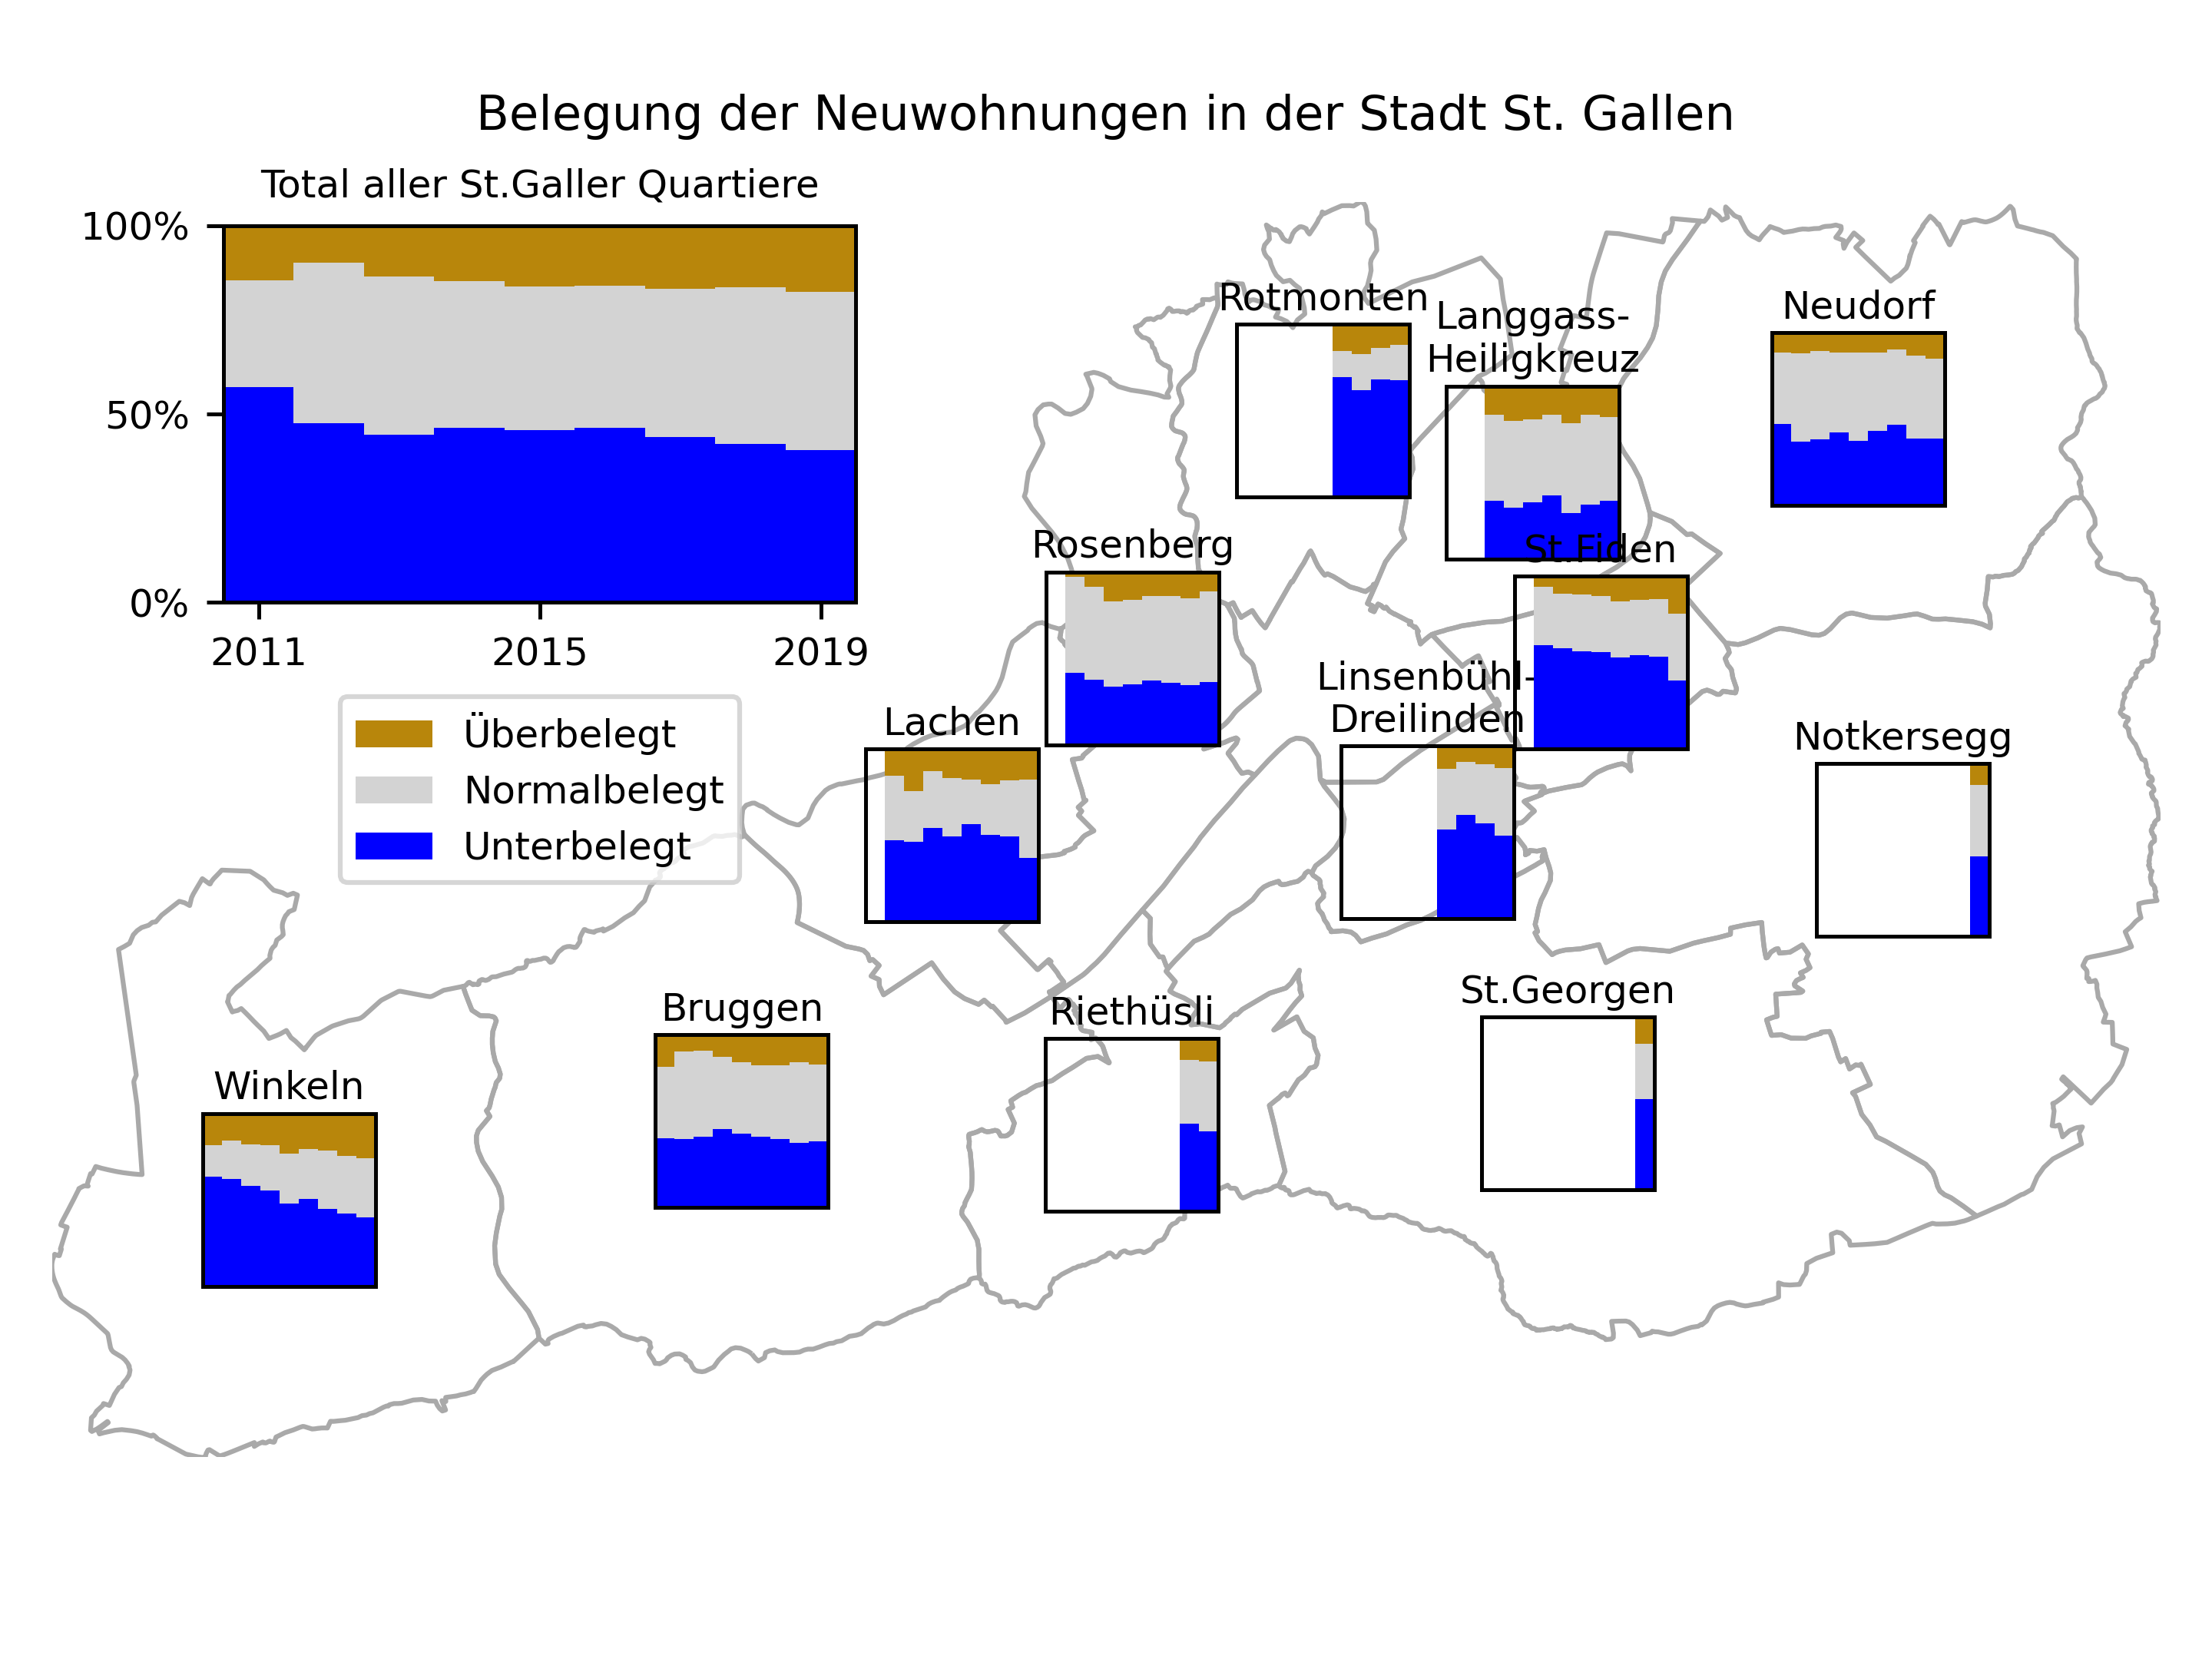 Belegung der Neuwohnungen in der Stadt St. Gallen
Total aller St.Galler Quartiere
100%
50%
0%
2011
2015
2019
Überbelegt
Normalbelegt
Unterbelegt
Rotmonten
Langgass-
Heiligkreuz
Neudorf
Rosenberg
St.Fiden
Linsenbühl-
Dreilinden
Lachen
Notkersegg
St.Georgen
Bruggen
Riethüsli
Winkeln